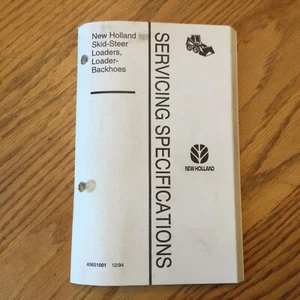 New Holland
Skid-Steer
Loaders,
Loader-
Backhoes
SERVICING SPECIFICATIONS
NEW HOLLAND
40651001 12/94